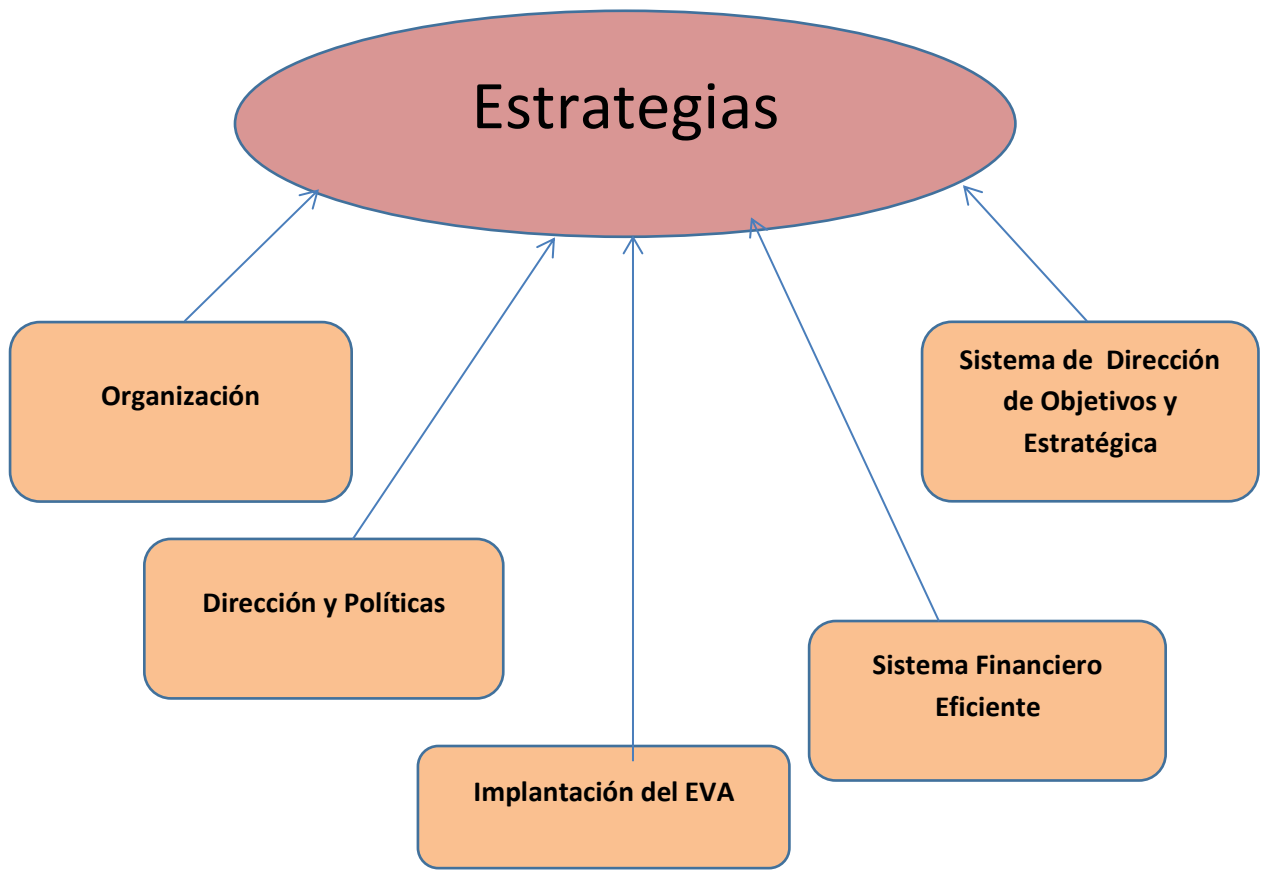 Estrategias
Organización
Sistema de Dirección
de Objetivos y
Estratégica
Dirección y Políticas
Sistema Financiero
Eficiente
Implantación del EVA